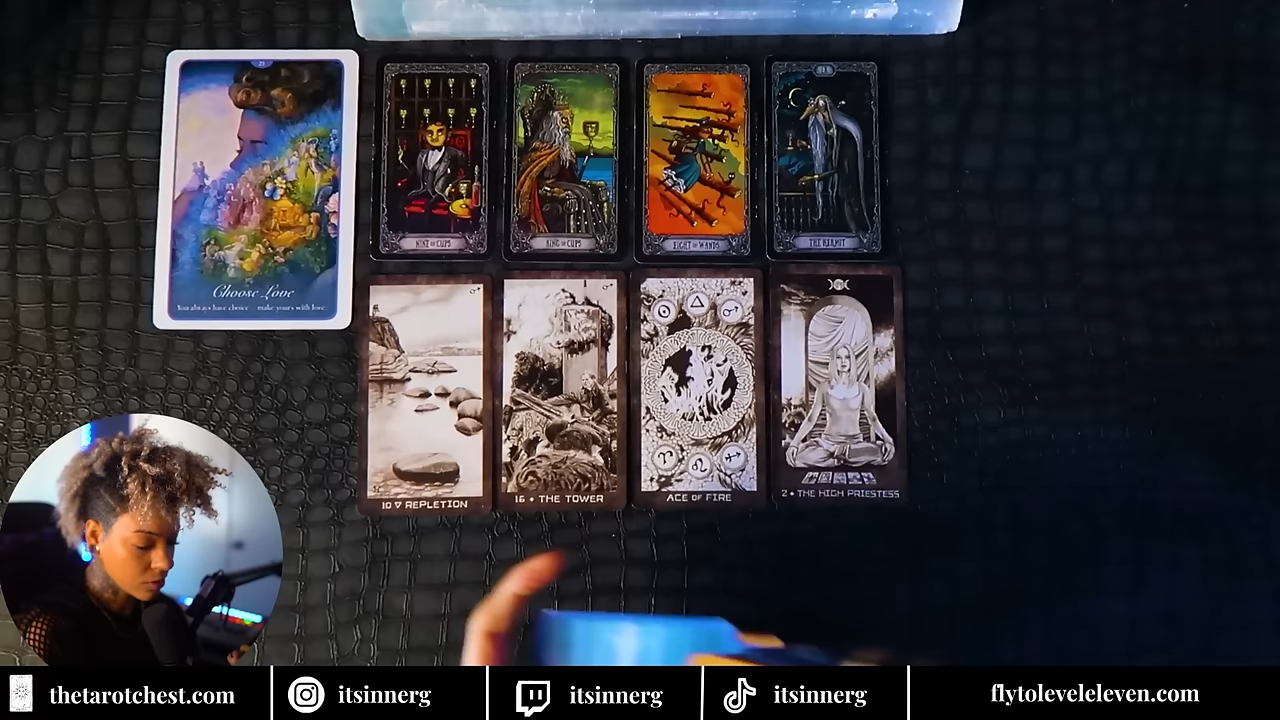 Choose Love
You always have choice make yours with love
NINE OF CUPS
KING OF CUPS
EIGHT OF WANDS
THE HERMIT
10 ▽ REPLETION
16 • THE TOWER
ACE OF FIRE
2 • THE HIGH PRIESTESS
thetarotchest.com
itsinnerg
itsinnerg
itsinnerg
flytoleveleleven.com